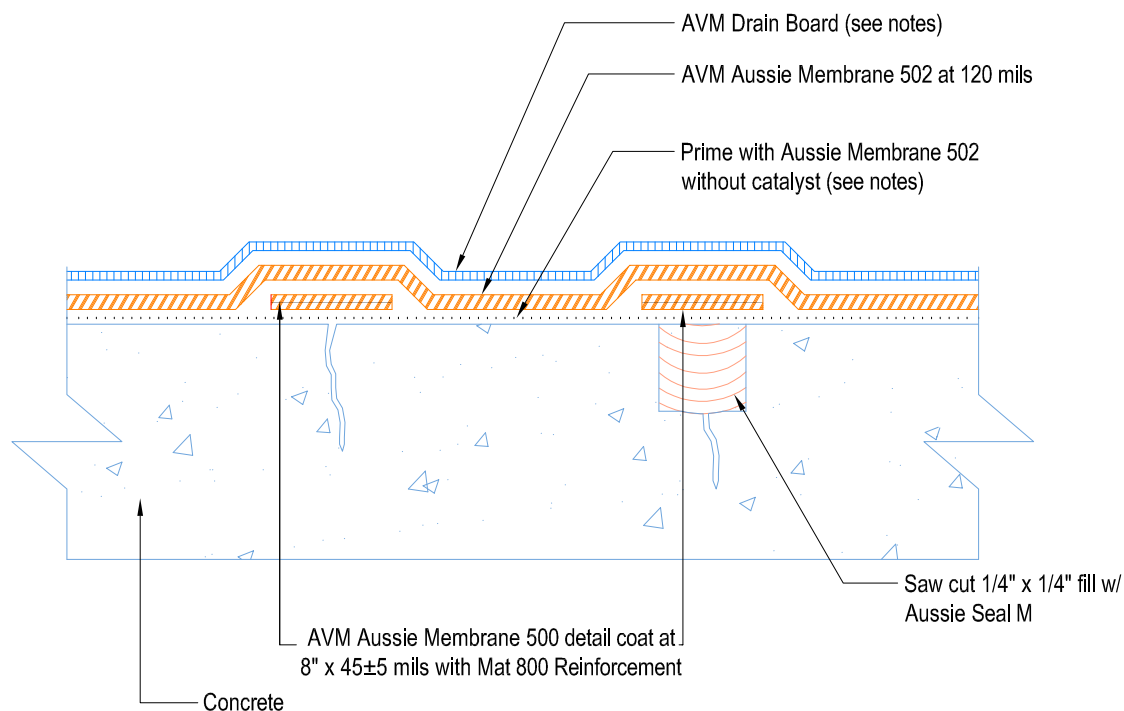 AVM Drain Board (see notes)
AVM Aussie Membrane 502 at 120 mils
Prime with Aussie Membrane 502
without catalyst (see notes)
Saw cut 1/4" x 1/4" fill w/
Aussie Seal M
AVM Aussie Membrane 500 detail coat at
8" x 45±5 mils with Mat 800 Reinforcement
Concrete